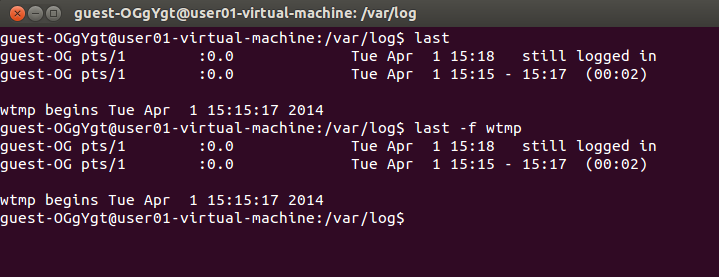 guest-OGgYgt@user01-virtual-machine: /var/log
guest-OGgYgt@user01-virtual-machine:/var/log$ last
guest-OG pts/1        :0.0             Tue Apr  1 15:18   still logged in
guest-OG pts/1        :0.0             Tue Apr  1 15:15 - 15:17  (00:02)

wtmp begins Tue Apr  1 15:15:17 2014
guest-OGgYgt@user01-virtual-machine:/var/log$ last -f wtmp
guest-OG pts/1        :0.0             Tue Apr  1 15:18   still logged in
guest-OG pts/1        :0.0             Tue Apr  1 15:15 - 15:17  (00:02)

wtmp begins Tue Apr  1 15:15:17 2014
guest-OGgYgt@user01-virtual-machine:/var/log$